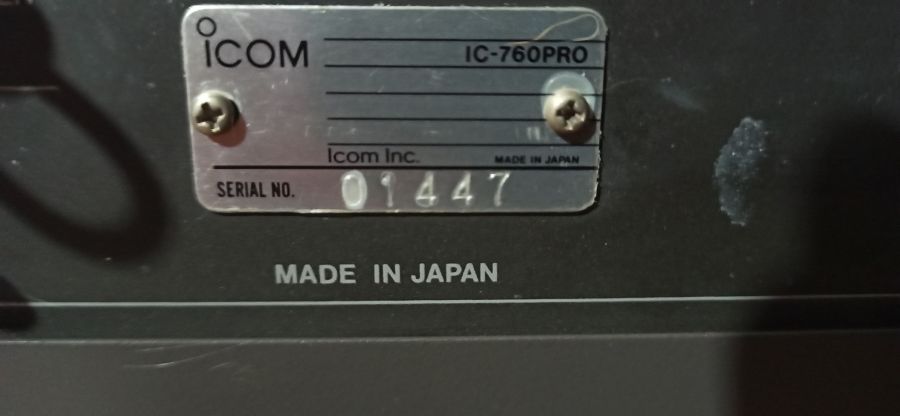 ICOM
IC-760PRO
Icom Inc. MADE IN JAPAN
SERIAL NO. 01447
MADE IN JAPAN